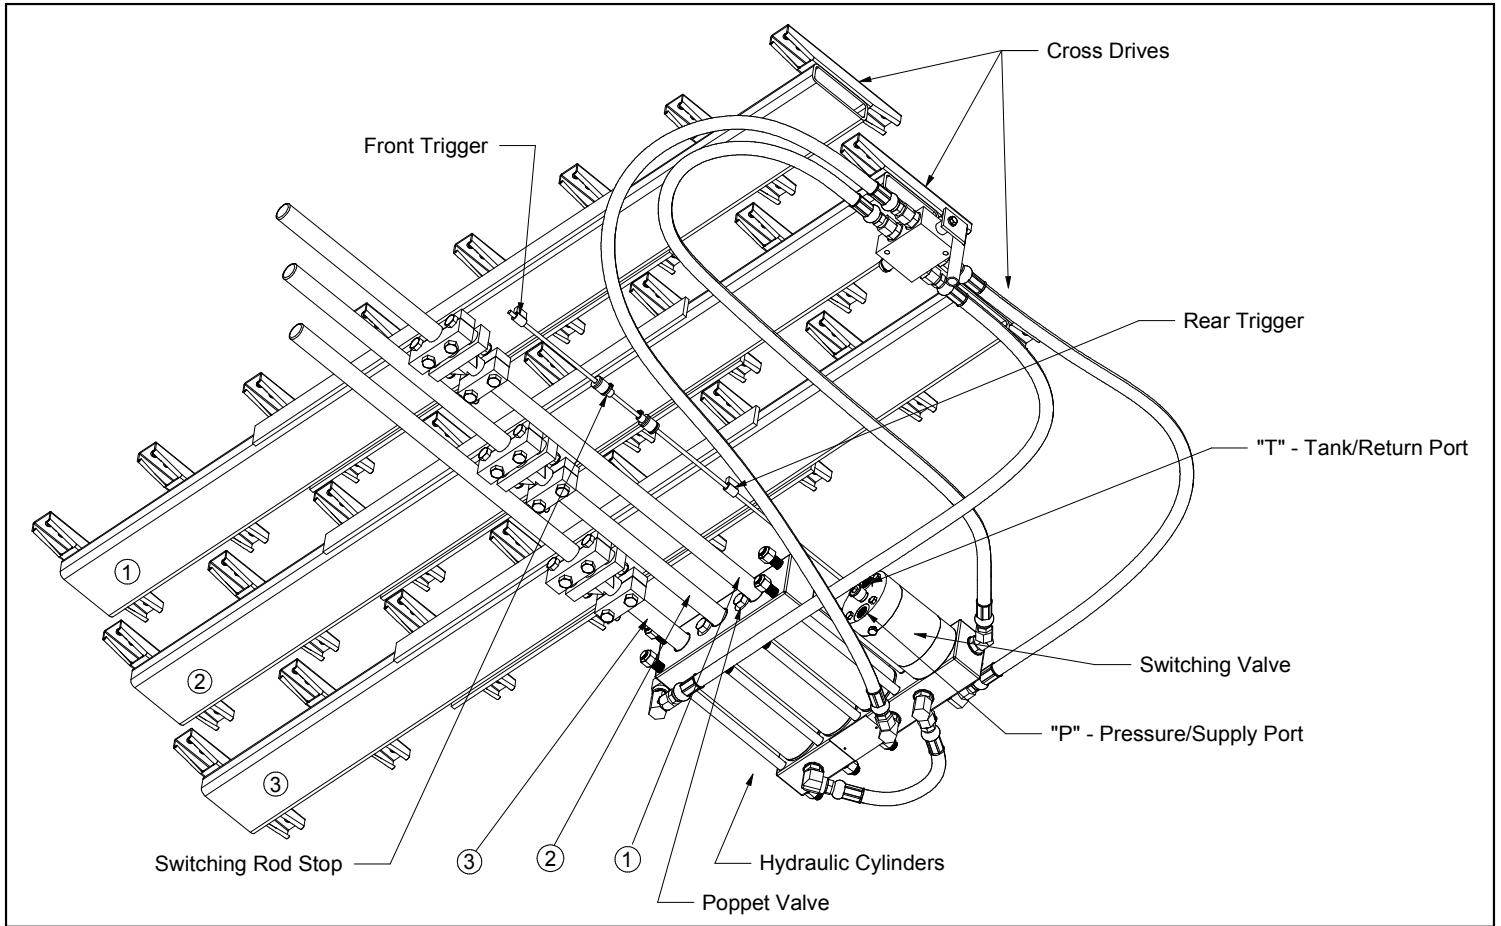 Cross Drives
Front Trigger
Rear Trigger
"T" - Tank/Return Port
1
2
Switching Valve
"P" - Pressure/Supply Port
3
Switching Rod Stop
3
2
1
Hydraulic Cylinders
Poppet Valve